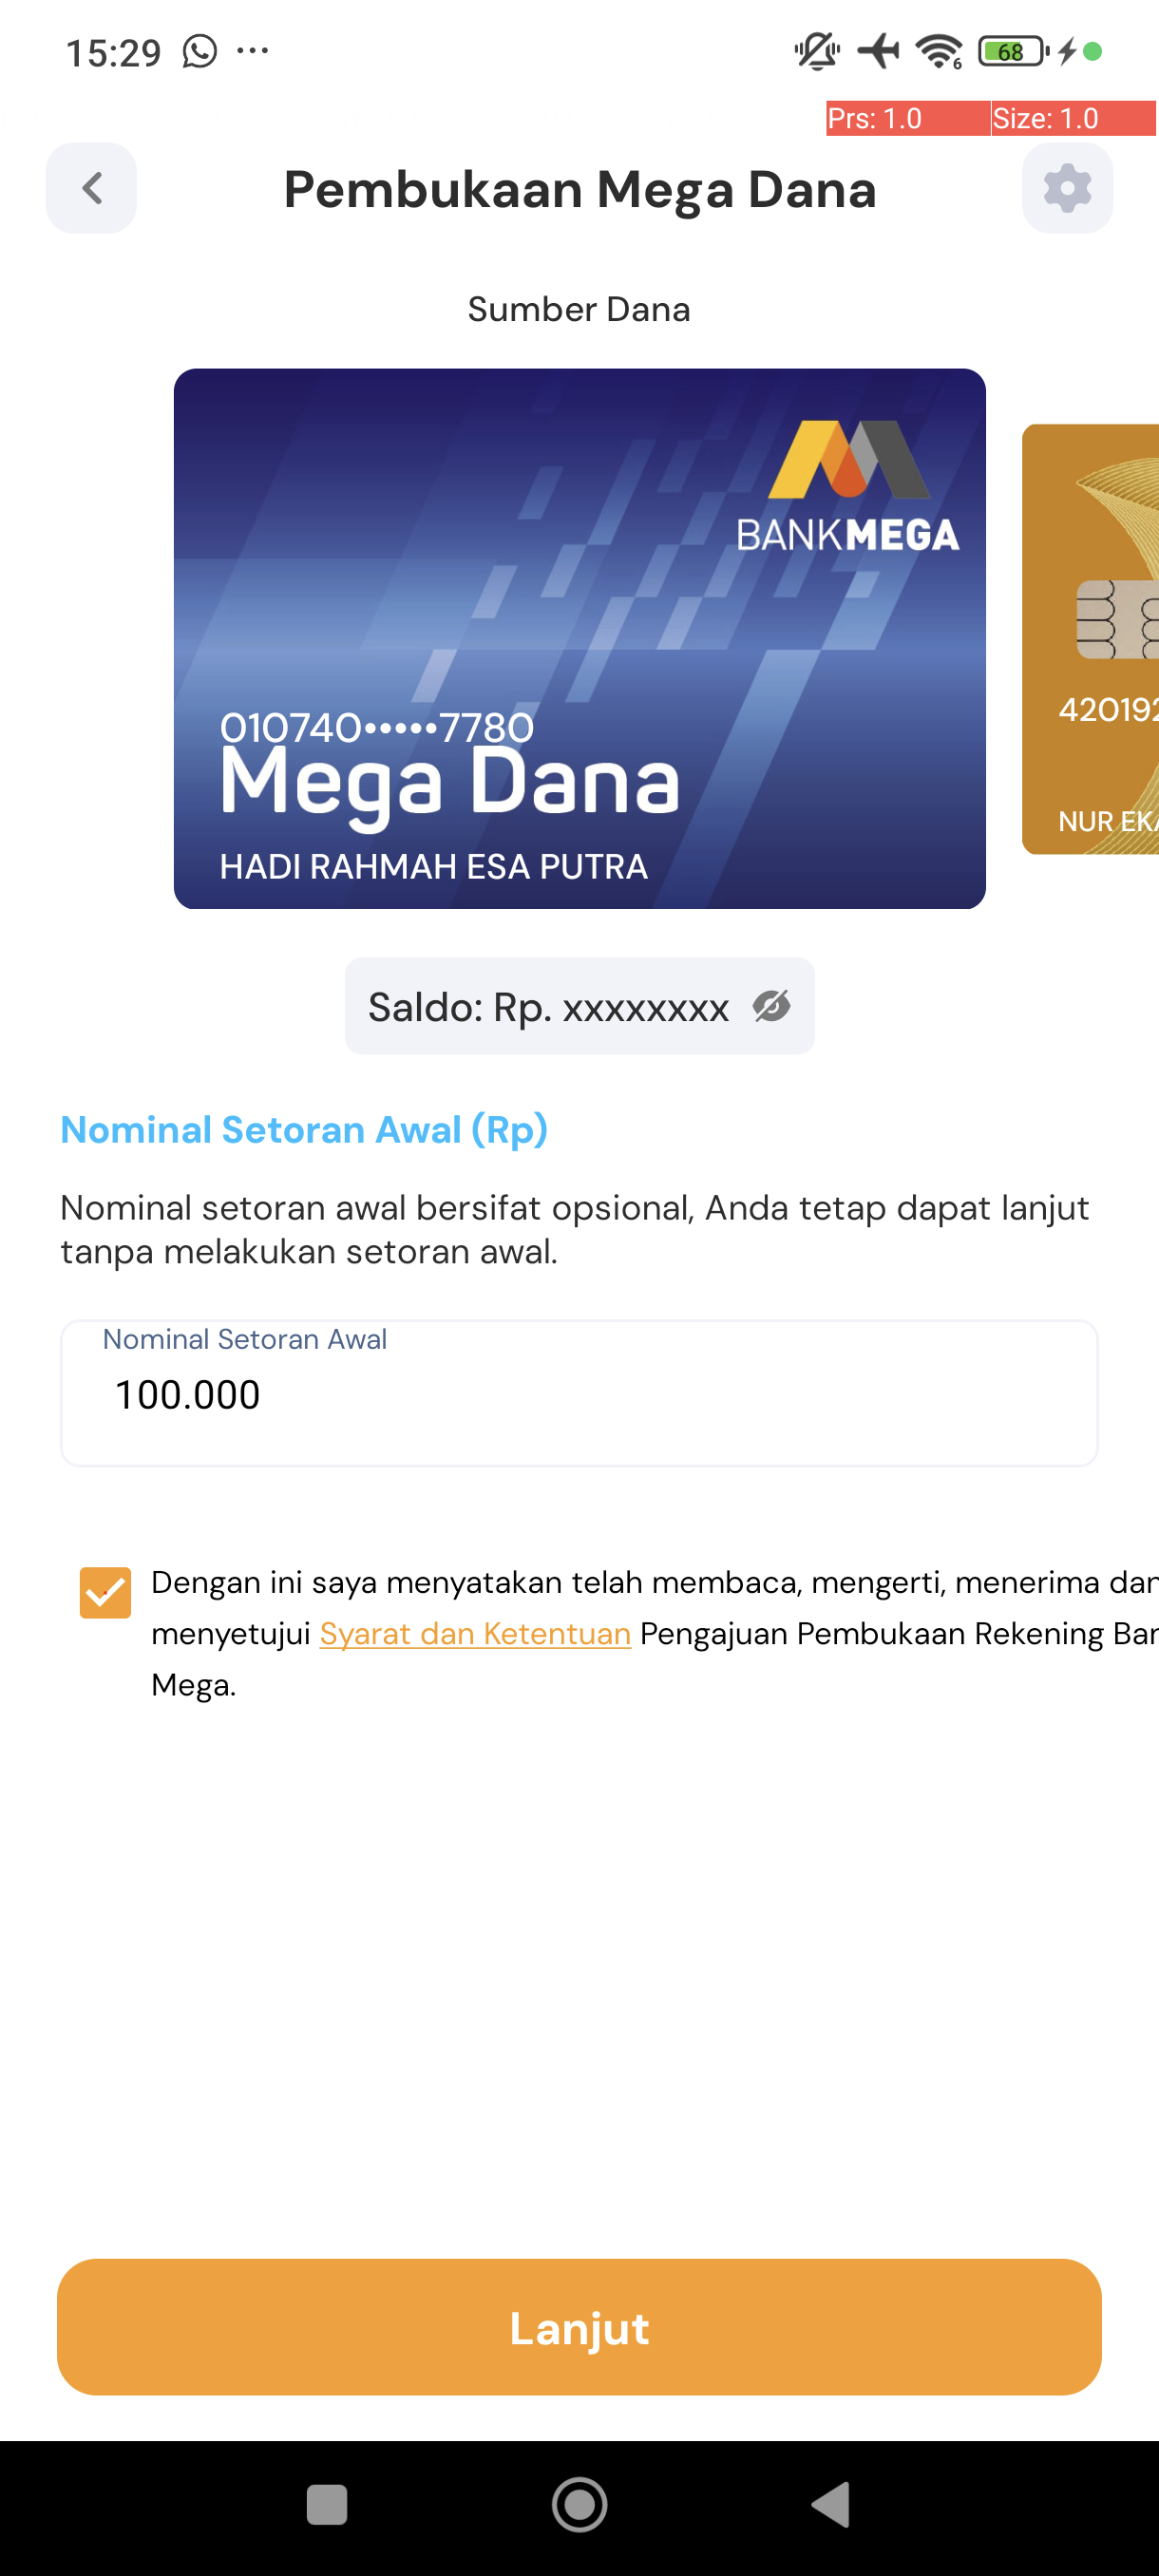 15:29
68
Prs: 1.0 Size: 1.0
Pembukaan Mega Dana
Sumber Dana
BANKMEGA
010740•••••7780
Mega Dana
HADI RAHMAH ESA PUTRA
42019
NUR EK
Saldo: Rp. xxxxxxxx
Nominal Setoran Awal (Rp)
Nominal setoran awal bersifat opsional, Anda tetap dapat lanjut
tanpa melakukan setoran awal.
Nominal Setoran Awal
100.000
Dengan ini saya menyatakan telah membaca, mengerti, menerima dan
menyetujui Syarat dan Ketentuan Pengajuan Pembukaan Rekening Ban
Mega.
Lanjut